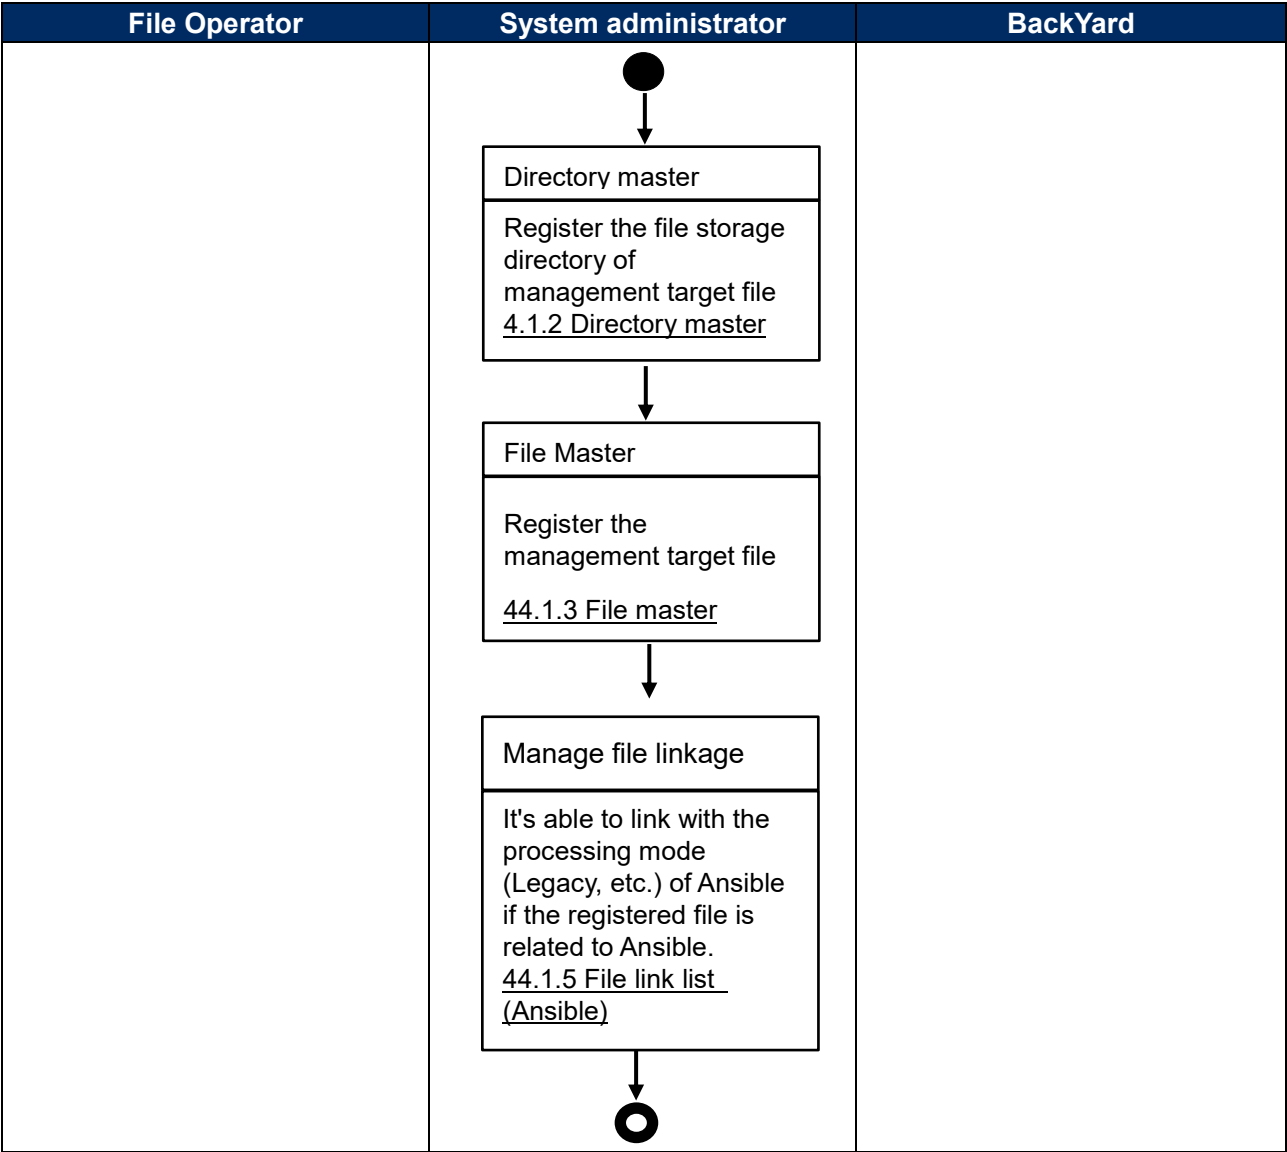 File Operator
System administrator
BackYard
Directory master
Register the file storage
directory of
management target file
4.1.2 Directory master
File Master
Register the
management target file
44.1.3 File master
Manage file linkage
It's able to link with the
processing mode
(Legacy, etc.) of Ansible
if the registered file is
related to Ansible.
44.1.5 File link list
(Ansible)